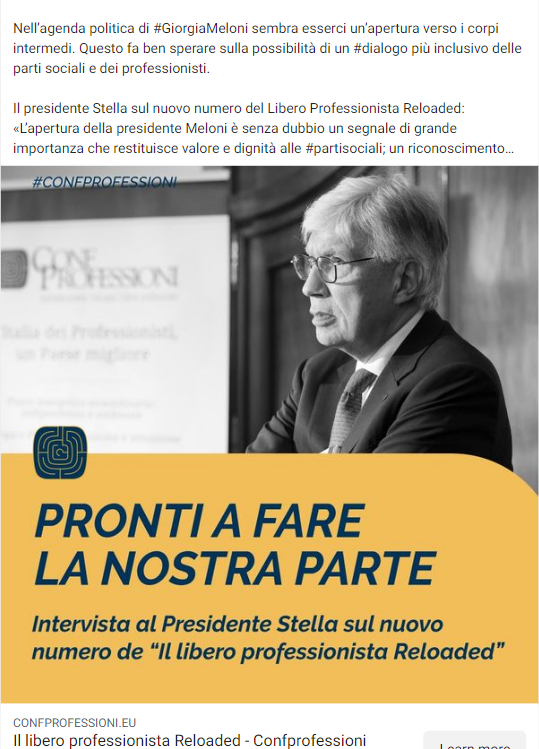 Nell'agenda politica di #GiorgiaMeloni sembra esserci un'apertura verso i corpi
intermedi. Questo fa ben sperare sulla possibilità di un #dialogo più inclusivo delle
parti sociali e dei professionisti.
Il presidente Stella sul nuovo numero del Libero Professionista Reloaded:
«L'apertura della presidente Meloni è senza dubbio un segnale di grande
importanza che restituisce valore e dignità alle #partisociali; un riconoscimento...
#CONFPROFESSIONI
CONF
PROFESSIONI
Italia dei Professionisti,
un Paese migliore
PRONTI A FARE
LA NOSTRA PARTE
Intervista al Presidente Stella sul nuovo
numero de "Il libero professionista Reloaded"
CONFPROFESSIONI.EU
Il libero professionista Reloaded - Confprofessioni
Learn more